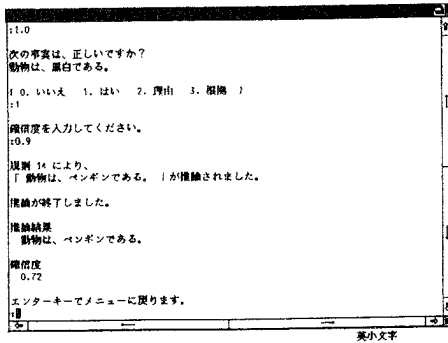 :1.0
次の事実は、正しいですか?
動物は、黒白である。
{ 0. いいえ 1. はい 2. 理由 3. 根拠 }
:1
確信度を入力してください。
:0.9
規則 14 により、
「 動物は、ペンギンである。 」が推論されました。
推論が終了しました。
推論結果
動物は、ペンギンである。
確信度
0.72
エンターキーでメニューに戻ります。
:
英小文字